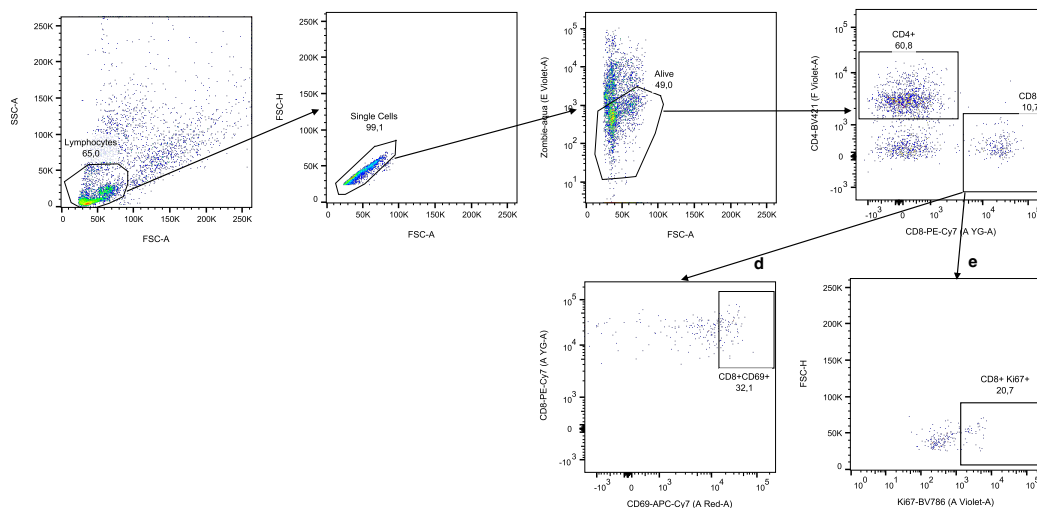 250K
200K
150K
100K
50K
0
SSC-A
Lymphocytes
65,0
0 50K 100K 150K 200K 250K
FSC-A
250K
200K
150K
100K
50K
0
FSC-H
Single Cells
99,1
0 50K 100K 150K 200K 250K
FSC-A
10^5
10^4
10^3
10^2
10^1
Zombie-aqua (E Violet-A)
Alive
49,0
0 50K 100K 150K 200K 250K
FSC-A
10^5
10^4
10^3
0
-10^3
CD4-BV421 (F Violet-A)
CD4+
60,8
CD8
10,7
-10^3 0 10^3 10^4 10^5
CD8-PE-Cy7 (A YG-A)
d
e
10^5
10^4
10^3
0
-10^3
CD8-PE-Cy7 (A YG-A)
CD8+CD69+
32,1
-10^3 0 10^3 10^4 10^5
CD69-APC-Cy7 (A Red-A)
250K
200K
150K
100K
50K
0
FSC-H
CD8+ Ki67+
20,7
10^0 10^1 10^2 10^3 10^4 10^5
Ki67-BV786 (A Violet-A)